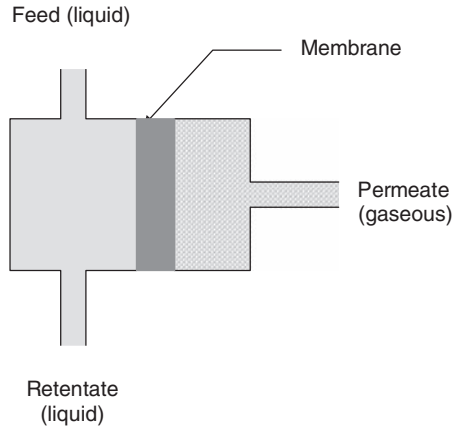 Feed (liquid)
Membrane
Permeate
(gaseous)
Retentate
(liquid)